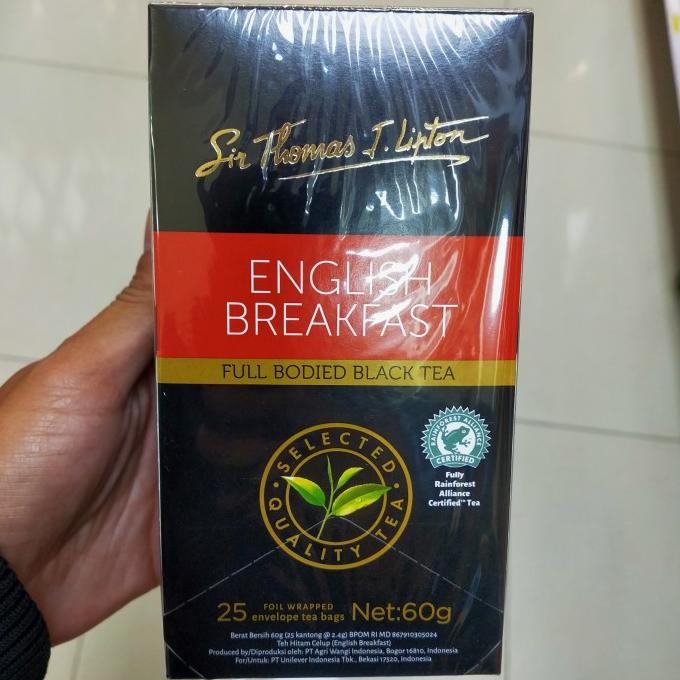 Sir Thomas J. Lipton
ENGLISH
BREAKFAST
FULL BODIED BLACK TEA
SELECTED
QUALITY TEA
RAINFOREST ALLIANCE
CERTIFIED
Fully
Rainforest
Alliance
Certified™ Tea
25 FOIL WRAPPED envelope tea bags Net:60g
Berat Bersih 60g (25 kantong @ 2.4g) BPOM RI MD 867910305024
Teh Hitam Celup (English Breakfast)
Produced by/Diproduksi oleh: PT Agri Wangi Indonesia, Bogor 16810, Indonesia
For/Untuk: PT Unilever Indonesia Tbk., Bekasi 17520, Indonesia